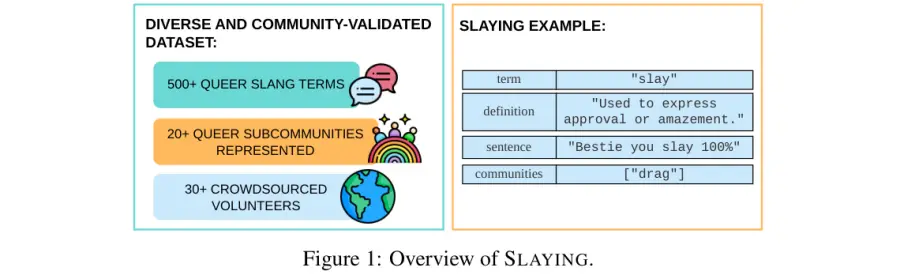 DIVERSE AND COMMUNITY-VALIDATED
DATASET:
500+ QUEER SLANG TERMS
20+ QUEER SUBCOMMUNITIES
REPRESENTED
30+ CROWDSOURCED
VOLUNTEERS
SLAYING EXAMPLE:
term "slay"
definition "Used to express
approval or amazement."
sentence "Bestie you slay 100%"
communities ["drag"]
Figure 1: Overview of SLAYING.